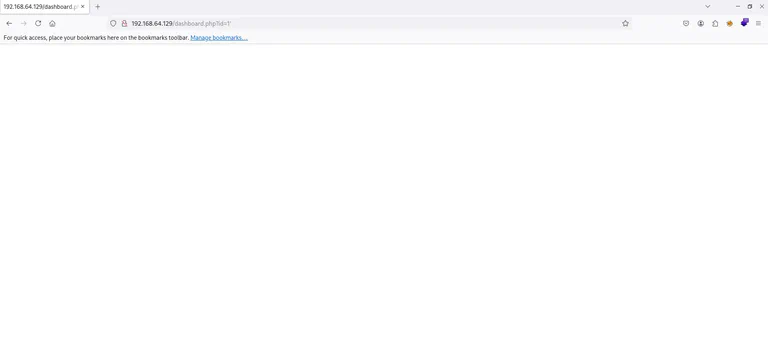 192.168.64.129/dashboard.p
192.168.64.129/dashboard.php?id=1'
For quick access, place your bookmarks here on the bookmarks toolbar. Manage bookmarks…